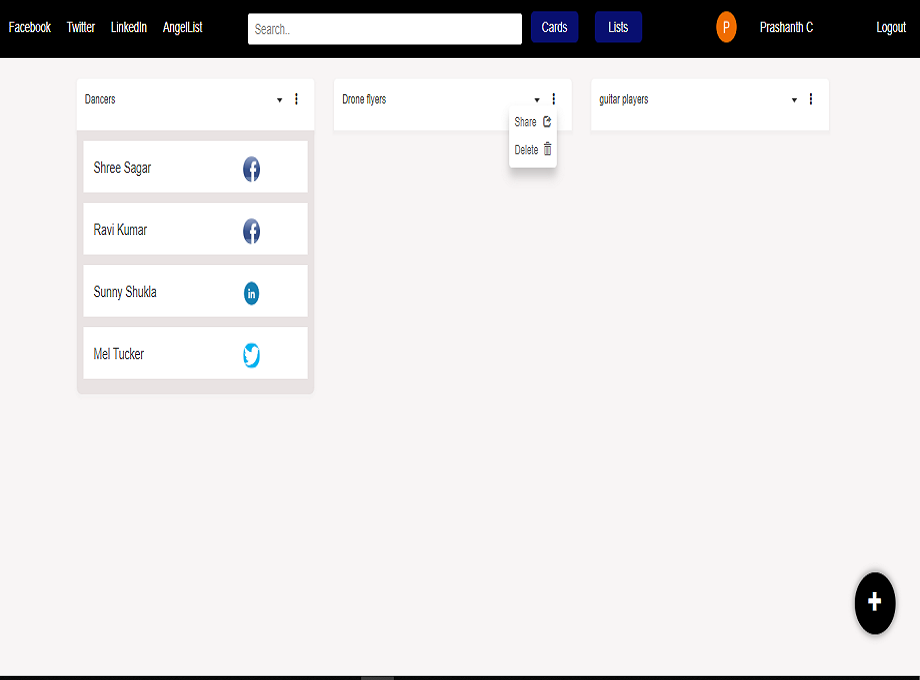 Facebook Twitter LinkedIn AngelList Search.. Cards Lists P Prashanth C Logout
Dancers
Shree Sagar
Ravi Kumar
Sunny Shukla
in
Mel Tucker
Drone flyers
Share
Delete
guitar players
+